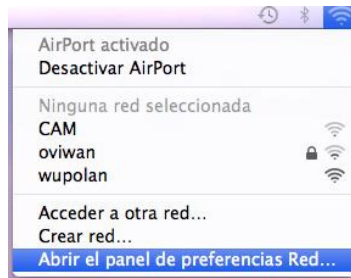 AirPort activado
Desactivar AirPort
Ninguna red seleccionada
CAM
oviwan
wupolan
Acceder a otra red...
Crear red...
Abrir el panel de preferencias Red...